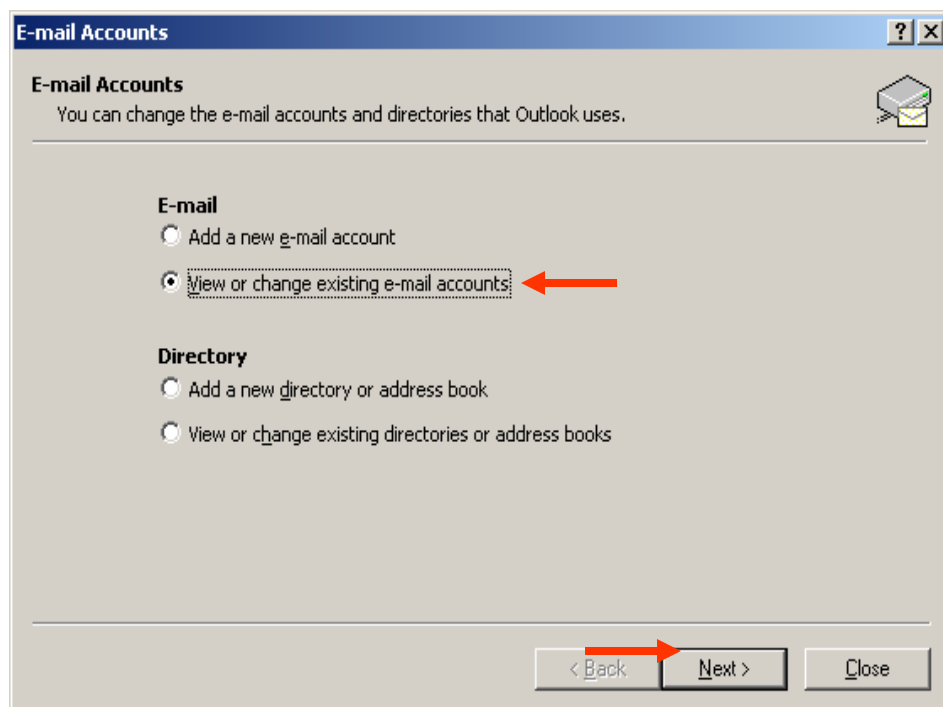 E-mail Accounts
E-mail Accounts
You can change the e-mail accounts and directories that Outlook uses.
E-mail
Add a new e-mail account
View or change existing e-mail accounts
Directory
Add a new directory or address book
View or change existing directories or address books
< Back Next > Close